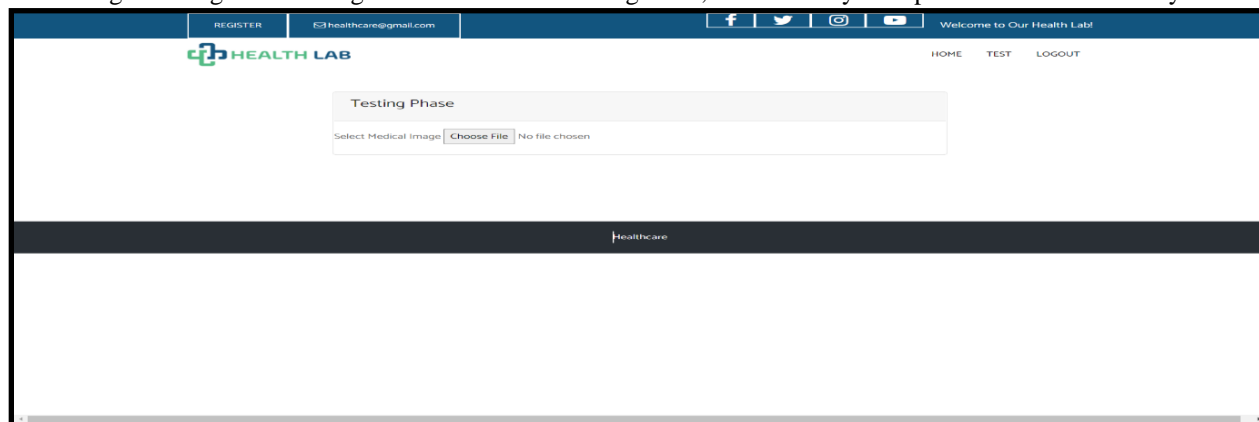 REGISTER healthcare@gmail.com Welcome to Our Health Lab!
HEALTH LAB HOME TEST LOGOUT
Testing Phase
Select Medical Image Choose File No file chosen
Healthcare